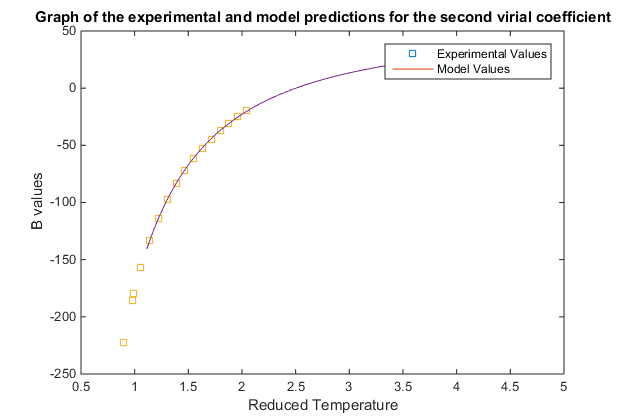 Graph of the experimental and model predictions for the second virial coefficient
50
0
-50
-100
-150
-200
-250
B values
Experimental Values
Model Values
0.5 1 1.5 2 2.5 3 3.5 4 4.5 5
Reduced Temperature